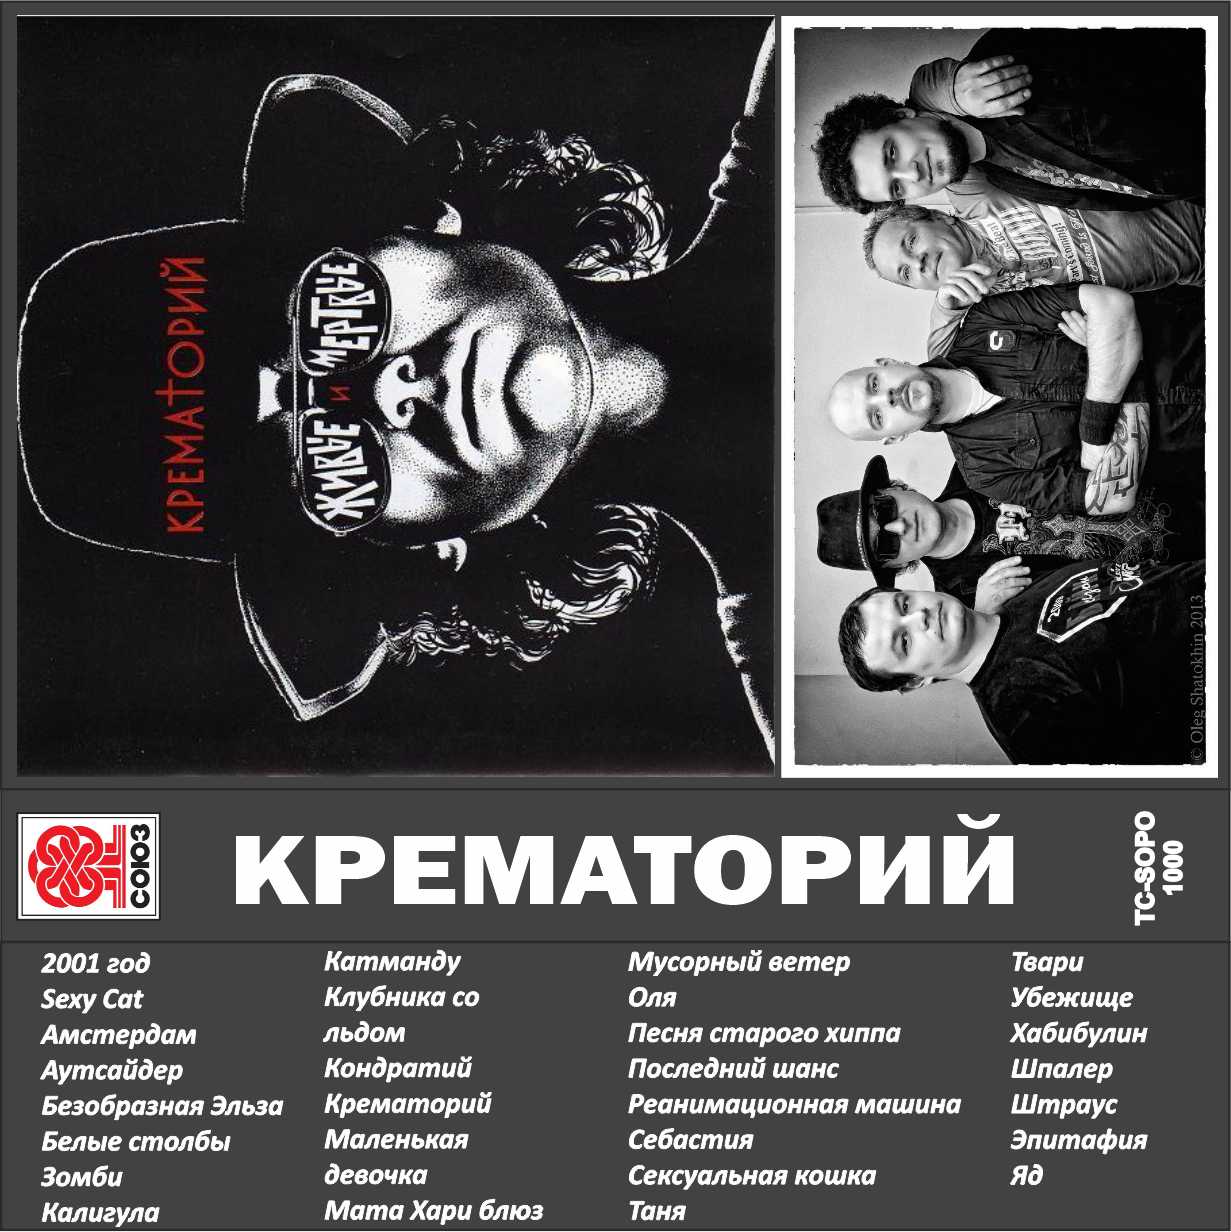 КРЕМАТОРИЙ
ЖИВЫЕ
И
МЕРТВЫЕ
© Oleg Shatokhin 2013
СОЮЗ
КРЕМАТОРИЙ
TC-SOPO
1000
2001 год
Sexy Cat
Амстердам
Аутсайдер
Безобразная Эльза
Белые столбы
Зомби
Калигула
Катманду
Клубника со
льдом
Кондратий
Крематорий
Маленькая
девочка
Мата Хари блюз
Мусорный ветер
Оля
Песня старого хиппа
Последний шанс
Реанимационная машина
Себастия
Сексуальная кошка
Таня
Твари
Убежище
Хабибулин
Шпалер
Штраус
Эпитафия
Яд